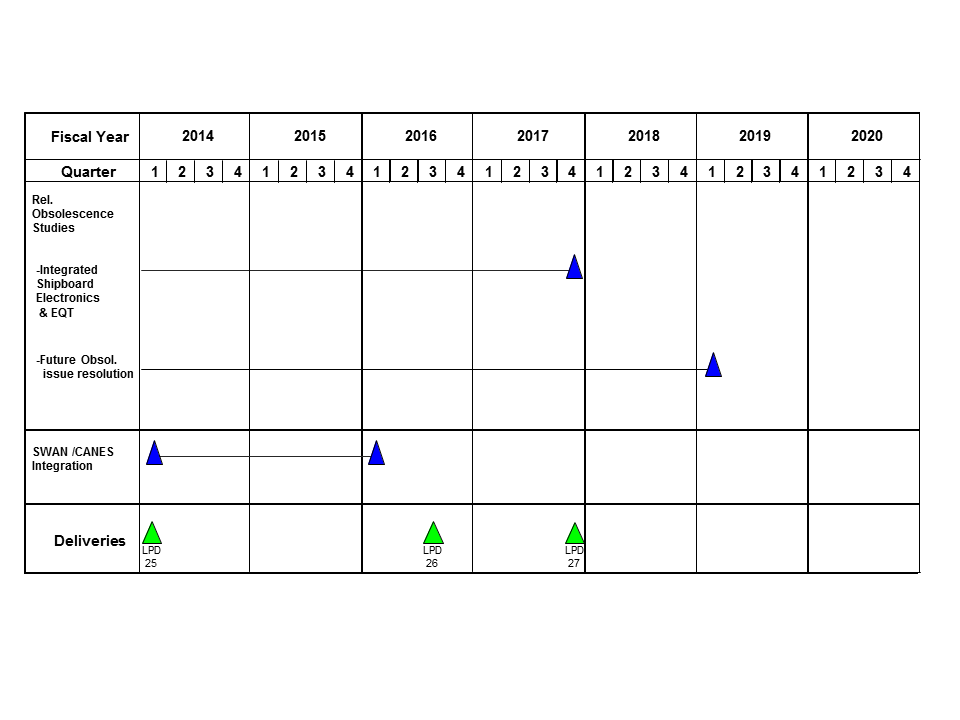 Fiscal Year 2014 2015 2016 2017 2018 2019 2020
Quarter 1 2 3 4 1 2 3 4 1 2 3 4 1 2 3 4 1 2 3 4 1 2 3 4 1 2 3 4
Rel.
Obsolescence
Studies
-Integrated
Shipboard
Electronics
& EQT
-Future Obsol.
issue resolution
SWAN /CANES
Integration
Deliveries
LPD LPD LPD
25 26 27